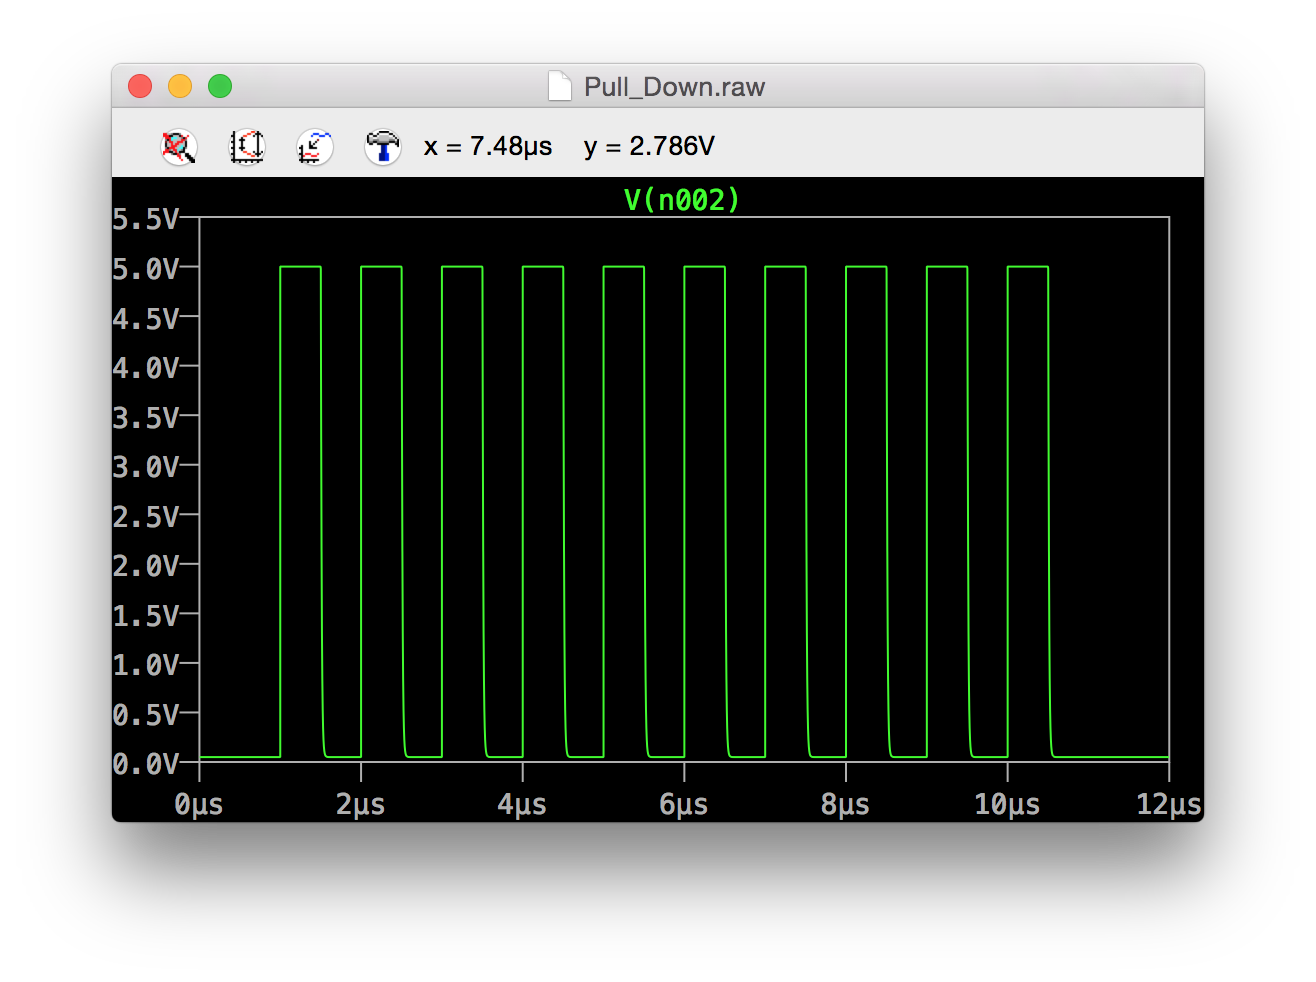 Pull_Down.raw
x = 7.48µs y = 2.786V
V(n002)
5.5V
5.0V
4.5V
4.0V
3.5V
3.0V
2.5V
2.0V
1.5V
1.0V
0.5V
0.0V
0µs 2µs 4µs 6µs 8µs 10µs 12µs